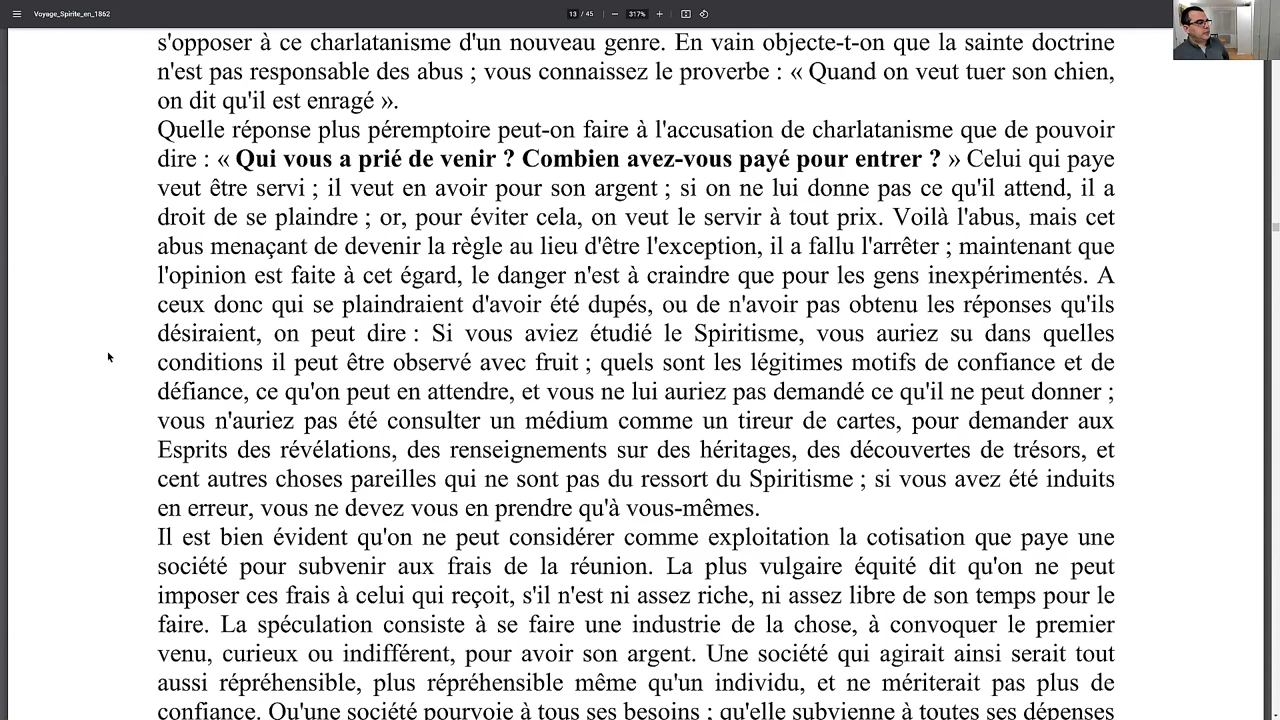 Voyage_Spirite_en_1862
13 / 45
317%
s'opposer à ce charlatanisme d'un nouveau genre. En vain objecte-t-on que la sainte doctrine
n'est pas responsable des abus ; vous connaissez le proverbe : « Quand on veut tuer son chien,
on dit qu'il est enragé ».
Quelle réponse plus péremptoire peut-on faire à l'accusation de charlatanisme que de pouvoir
dire : « Qui vous a prié de venir ? Combien avez-vous payé pour entrer ? » Celui qui paye
veut être servi ; il veut en avoir pour son argent ; si on ne lui donne pas ce qu'il attend, il a
droit de se plaindre ; or, pour éviter cela, on veut le servir à tout prix. Voilà l'abus, mais cet
abus menaçant de devenir la règle au lieu d'être l'exception, il a fallu l'arrêter ; maintenant que
l'opinion est faite à cet égard, le danger n'est à craindre que pour les gens inexpérimentés. A
ceux donc qui se plaindraient d'avoir été dupés, ou de n'avoir pas obtenu les réponses qu'ils
désiraient, on peut dire : Si vous aviez étudié le Spiritisme, vous auriez su dans quelles
conditions il peut être observé avec fruit ; quels sont les légitimes motifs de confiance et de
défiance, ce qu'on peut en attendre, et vous ne lui auriez pas demandé ce qu'il ne peut donner ;
vous n'auriez pas été consulter un médium comme un tireur de cartes, pour demander aux
Esprits des révélations, des renseignements sur des héritages, des découvertes de trésors, et
cent autres choses pareilles qui ne sont pas du ressort du Spiritisme ; si vous avez été induits
en erreur, vous ne devez vous en prendre qu'à vous-mêmes.
Il est bien évident qu'on ne peut considérer comme exploitation la cotisation que paye une
société pour subvenir aux frais de la réunion. La plus vulgaire équité dit qu'on ne peut
imposer ces frais à celui qui reçoit, s'il n'est ni assez riche, ni assez libre de son temps pour le
faire. La spéculation consiste à se faire une industrie de la chose, à convoquer le premier
venu, curieux ou indifférent, pour avoir son argent. Une société qui agirait ainsi serait tout
aussi répréhensible, plus répréhensible même qu'un individu, et ne mériterait pas plus de
confiance. Qu'une société pourvoie à tous ses besoins ; qu'elle subvienne à toutes ses dépenses